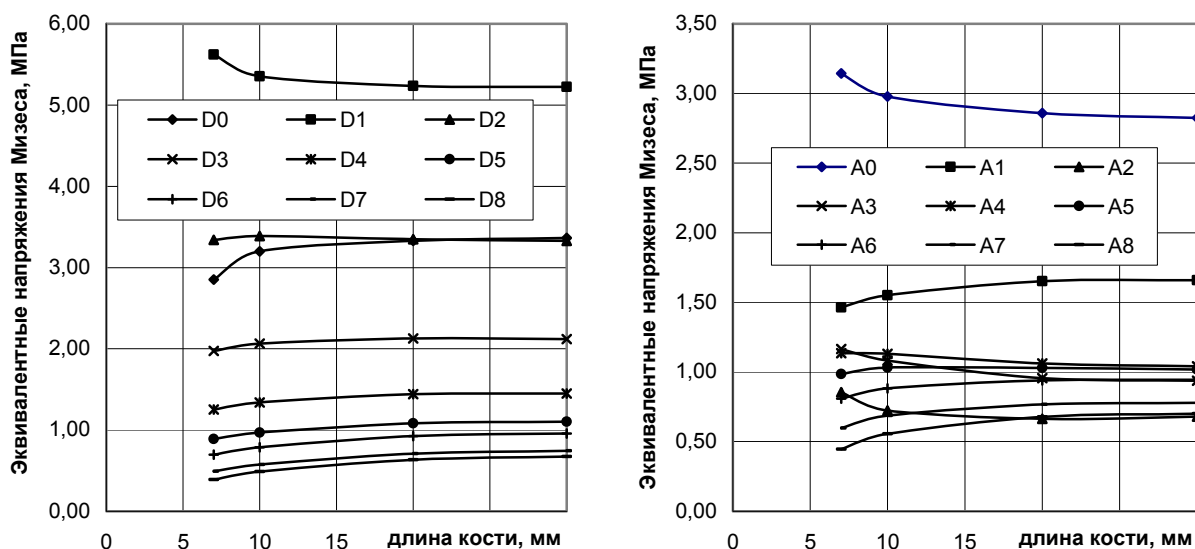 Эквивалентные напряжения Мизеса, МПа
6,00
5,00
4,00
3,00
2,00
1,00
0,00
D0 D1 D2
D3 D4 D5
D6 D7 D8
0 5 10 15 длина кости, мм
Эквивалентные напряжения Мизеса, МПа
3,50
3,00
2,50
2,00
1,50
1,00
0,50
0,00
A0 A1 A2
A3 A4 A5
A6 A7 A8
0 5 10 15 длина кости, мм